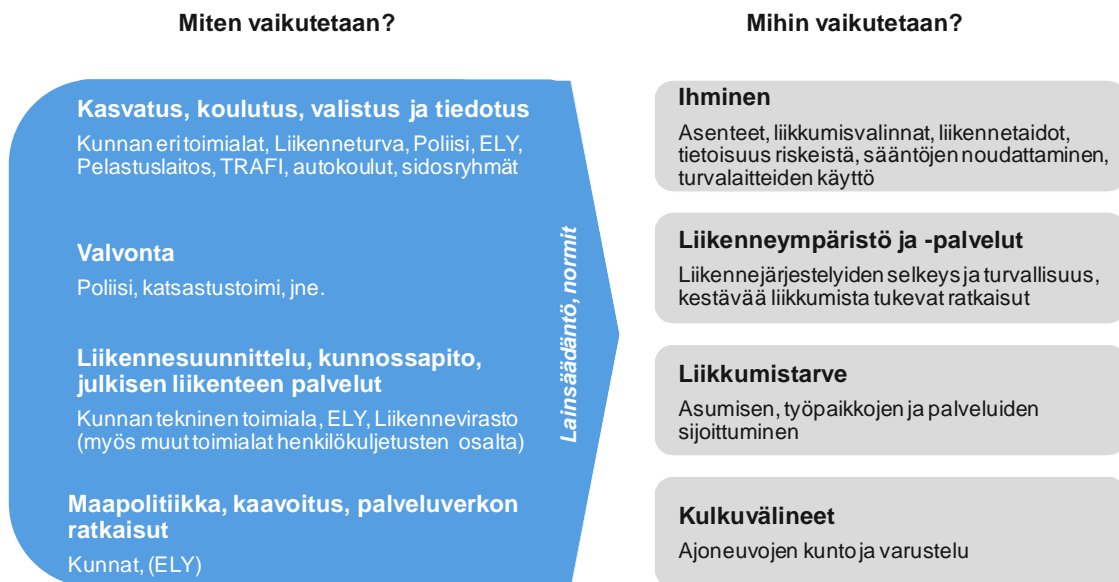 Miten vaikutetaan?
Mihin vaikutetaan?
Kasvatus, koulutus, valistus ja tiedotus
Kunnan eri toimialat, Liikenneturva, Poliisi, ELY,
Pelastuslaitos, TRAFI, autokoulut, sidosryhmät
Valvonta
Poliisi, katsastustoimi, jne.
Liikennesuunnittelu, kunnossapito,
julkisen liikenteen palvelut
Kunnan tekninen toimiala, ELY, Liikennevirasto
(myös muut toimialat henkilökuljetusten osalta)
Maapolitiikka, kaavoitus, palveluverkon
ratkaisut
Kunnat, (ELY)
Lainsäädäntö, normit
Ihminen
Asenteet, liikkumisvalinnat, liikennetaidot,
tietoisuus riskeistä, sääntöjen noudattaminen,
turvalaitteiden käyttö
Liikenneympäristö ja -palvelut
Liikennejärjestelyiden selkeys ja turvallisuus,
kestävää liikkumista tukevat ratkaisut
Liikkumistarve
Asumisen, työpaikkojen ja palveluiden
sijoittuminen
Kulkuvälineet
Ajoneuvojen kunto ja varustelu